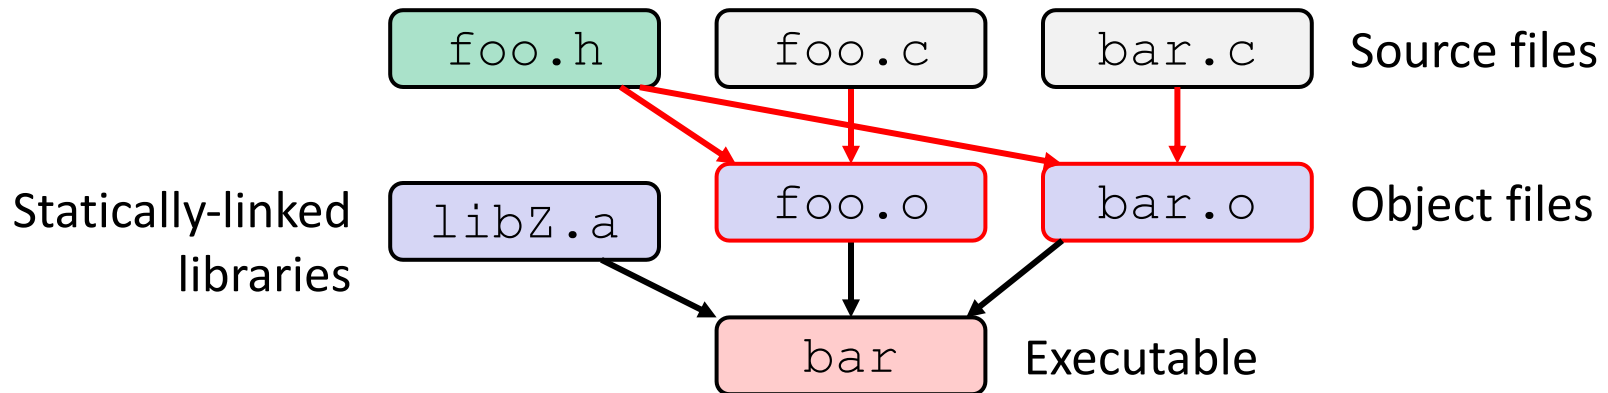 foo.h foo.c bar.c Source files
Statically-linked
libraries
libZ.a foo.o bar.o Object files
bar Executable